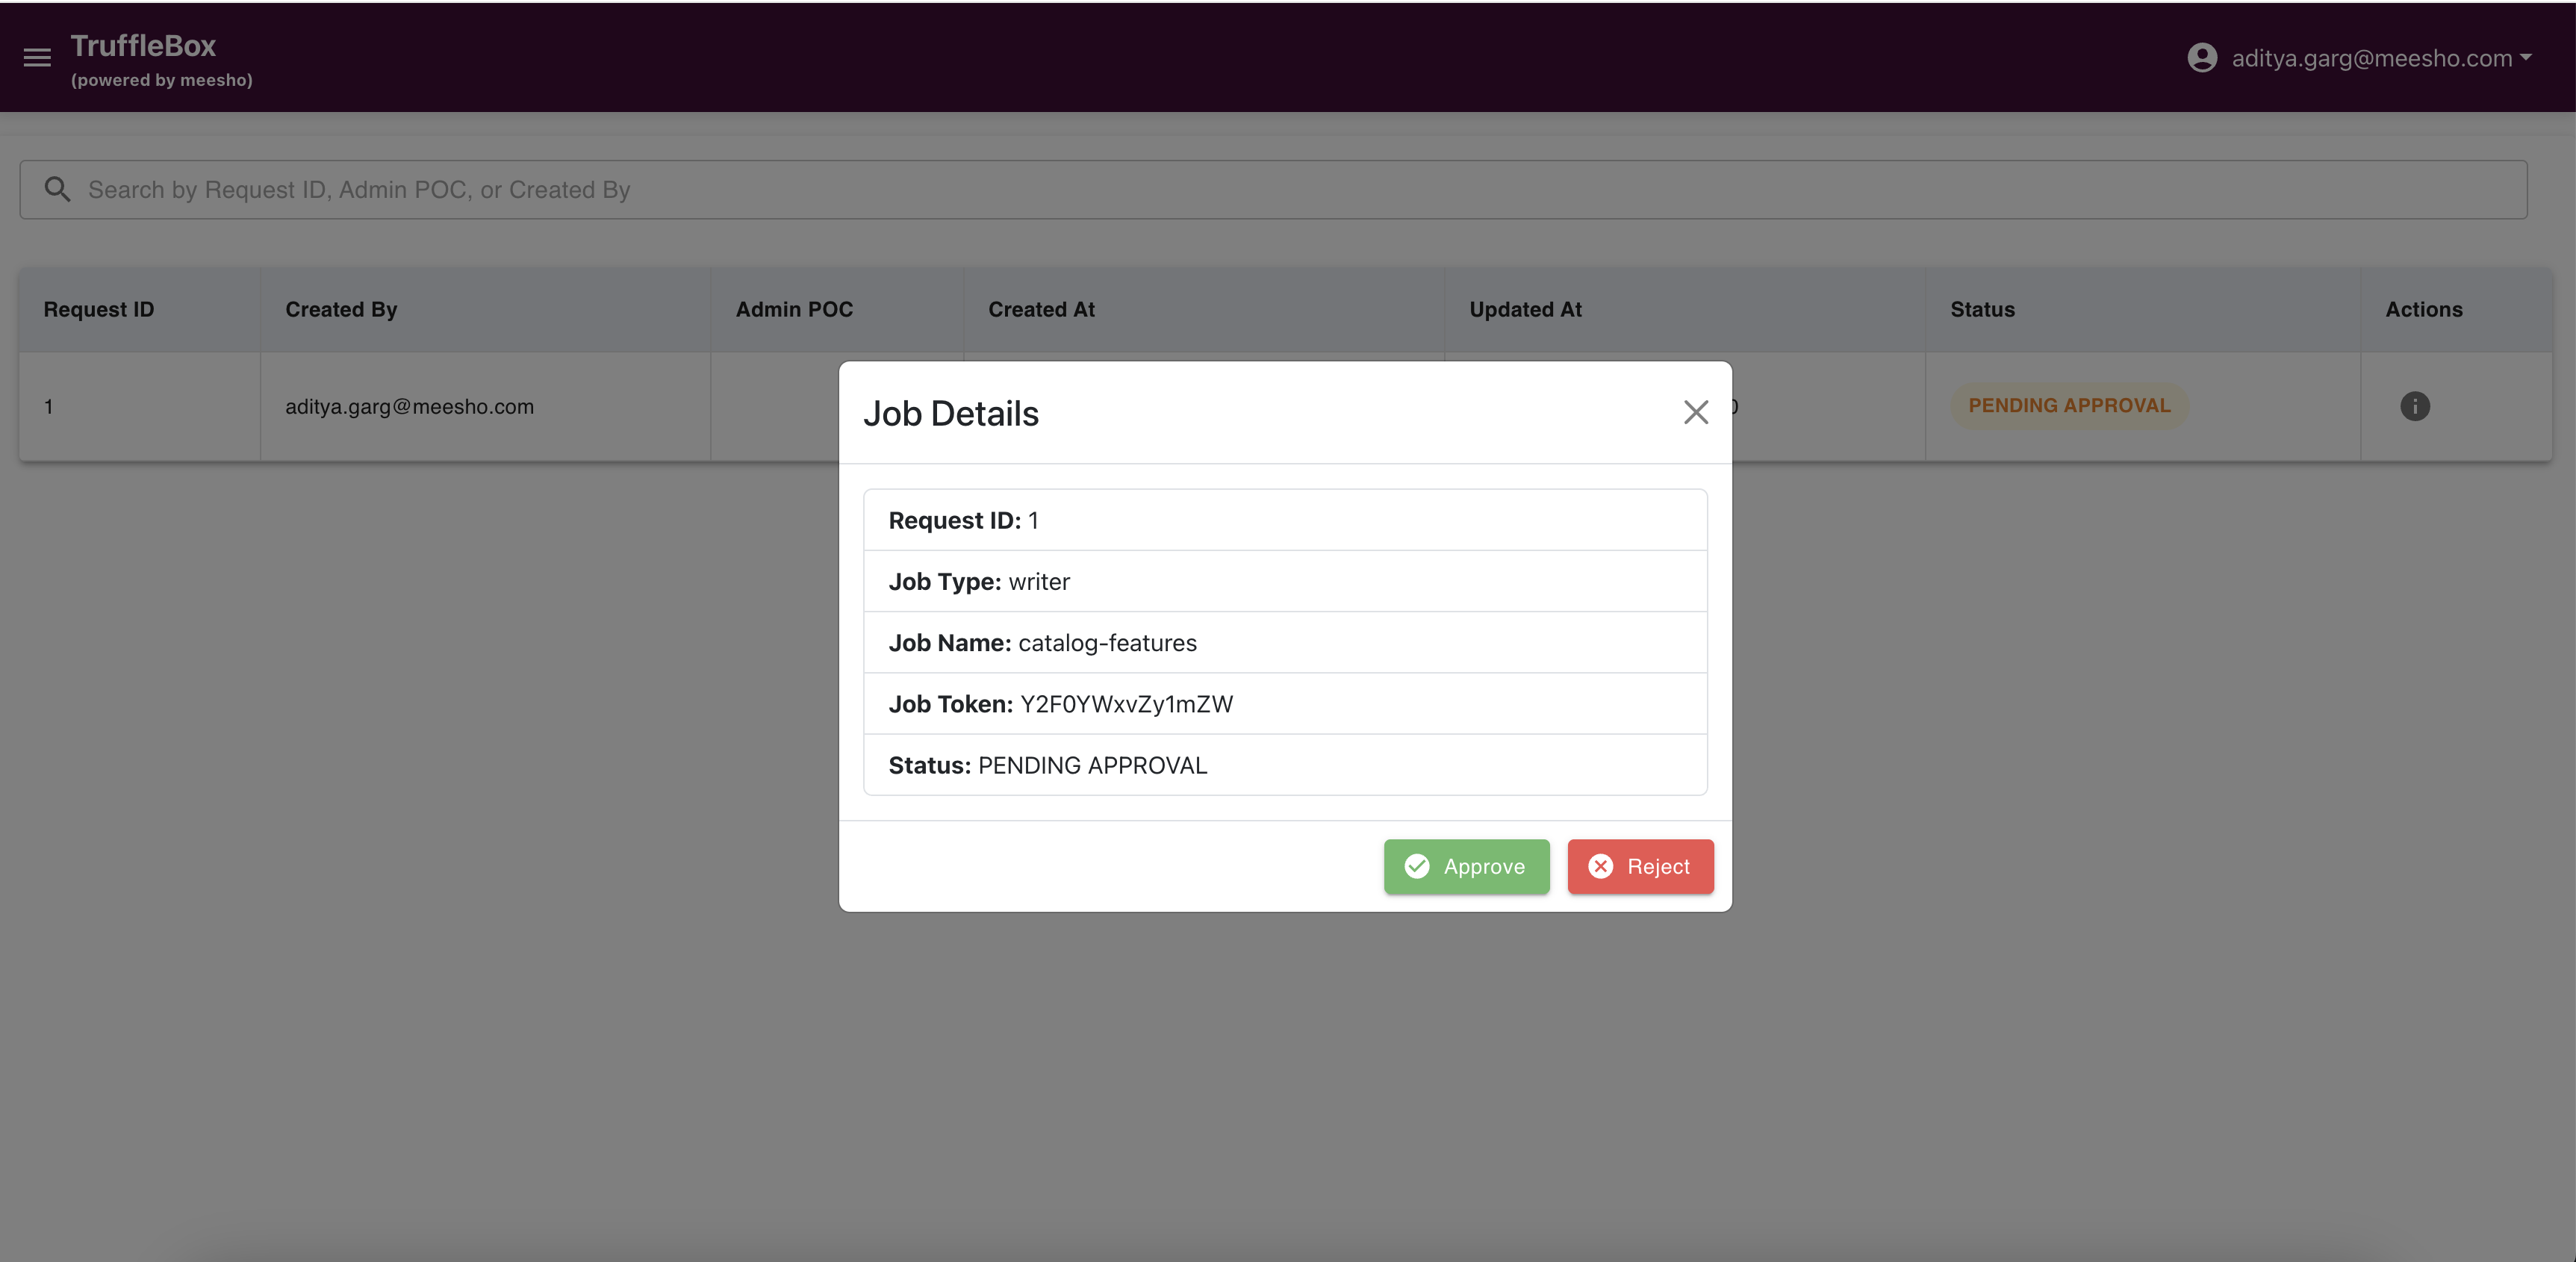 TruffleBox
(powered by meesho)
aditya.garg@meesho.com
Search by Request ID, Admin POC, or Created By
Request ID Created By Admin POC Created At Updated At Status Actions
1 aditya.garg@meesho.com PENDING APPROVAL
Job Details
Request ID: 1
Job Type: writer
Job Name: catalog-features
Job Token: Y2F0YWxvZy1mZW
Status: PENDING APPROVAL
Approve Reject